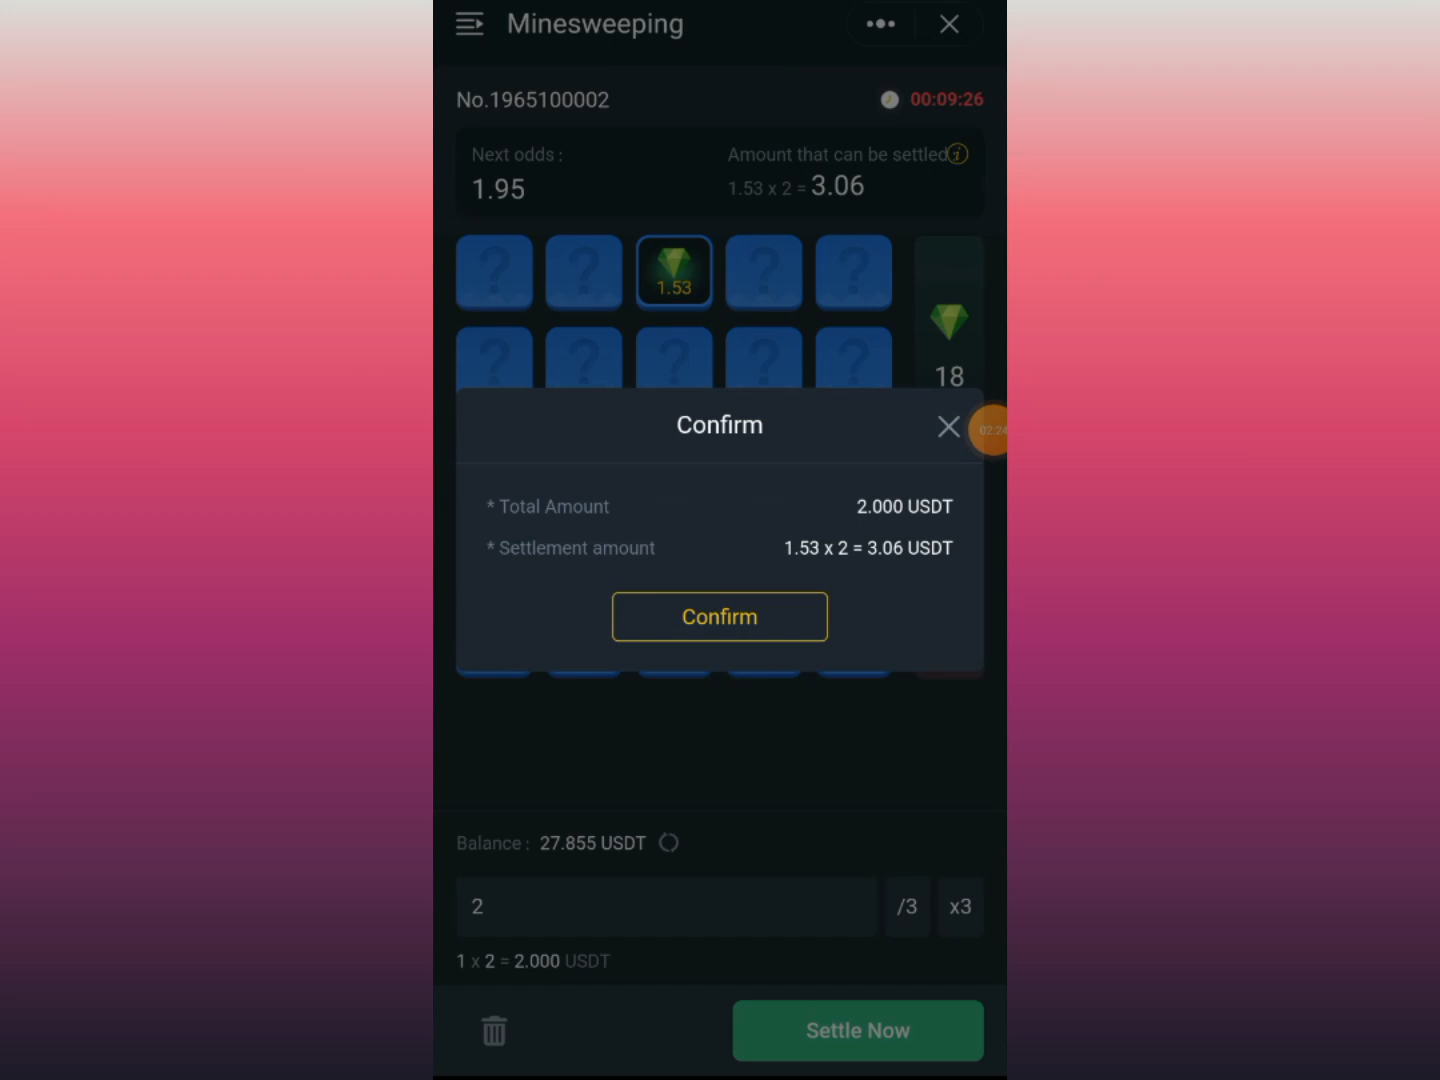 Minesweeping
No.1965100002
00:09:26
Next odds :
Amount that can be settled
1.95
1.53 x 2 = 3.06
? ? ? ? ?
1.53
? ? ? ? ?
18
Confirm
02:24
* Total Amount 2.000 USDT
* Settlement amount 1.53 x 2 = 3.06 USDT
Confirm
Balance : 27.855 USDT
2 /3 x3
1 x 2 = 2.000 USDT
Settle Now